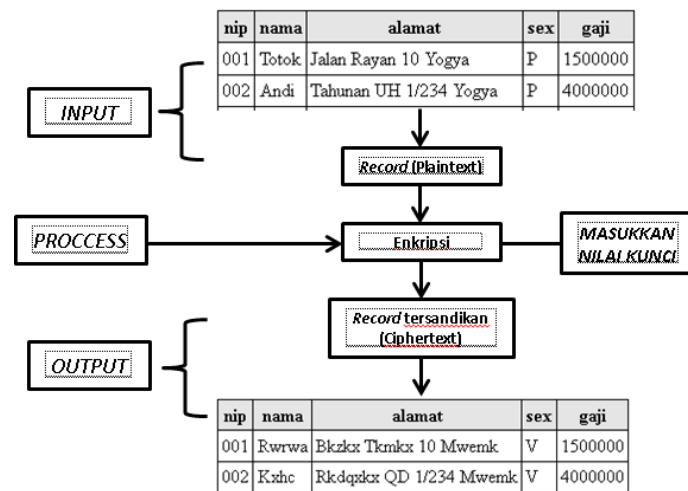 nip nama alamat sex gaji
001 Totok Jalan Rayan 10 Yogya P 1500000
002 Andi Tahunan UH 1/234 Yogya P 4000000
INPUT
Record (Plaintext)
PROCCESS
Enkripsi
MASUKKAN
NILAI KUNCI
Record tersandikan
(Ciphertext)
OUTPUT
nip nama alamat sex gaji
001 Rwrwa Bkzkx Tkmkx 10 Mwemk V 1500000
002 Kxhc Rkdqxkx QD 1/234 Mwemk V 4000000